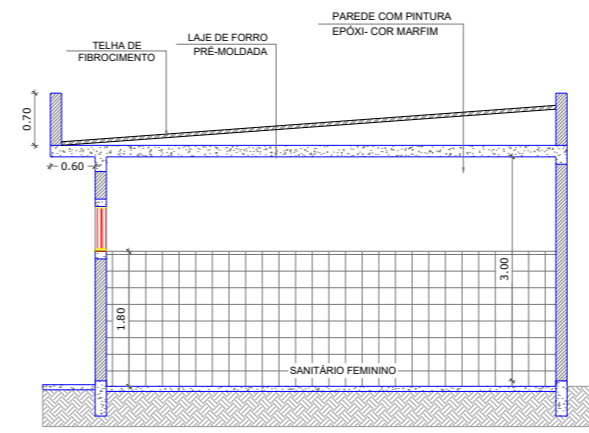 PAREDE COM PINTURA
EPÓXI- COR MARFIM
LAJE DE FORRO
PRÉ-MOLDADA
TELHA DE
FIBROCIMENTO
0.70
0.60
3.00
1.80
SANITÁRIO FEMININO